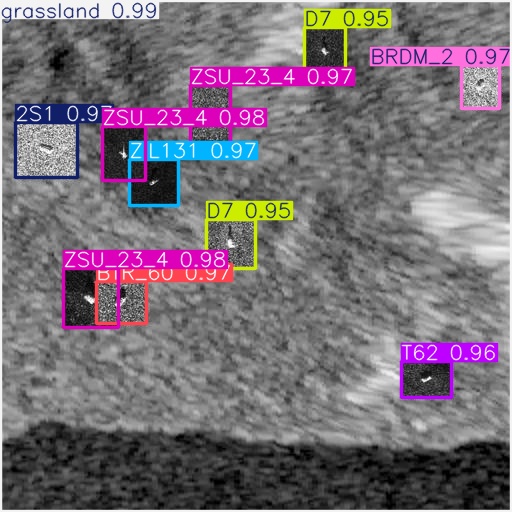 grassland 0.99
D7 0.95
BRDM_2 0.97
ZSU_23_4 0.97
2S1 0.97
ZSU_23_4 0.98
ZIL131 0.97
D7 0.95
ZSU_23_4 0.98
BTR_60 0.97
T62 0.96